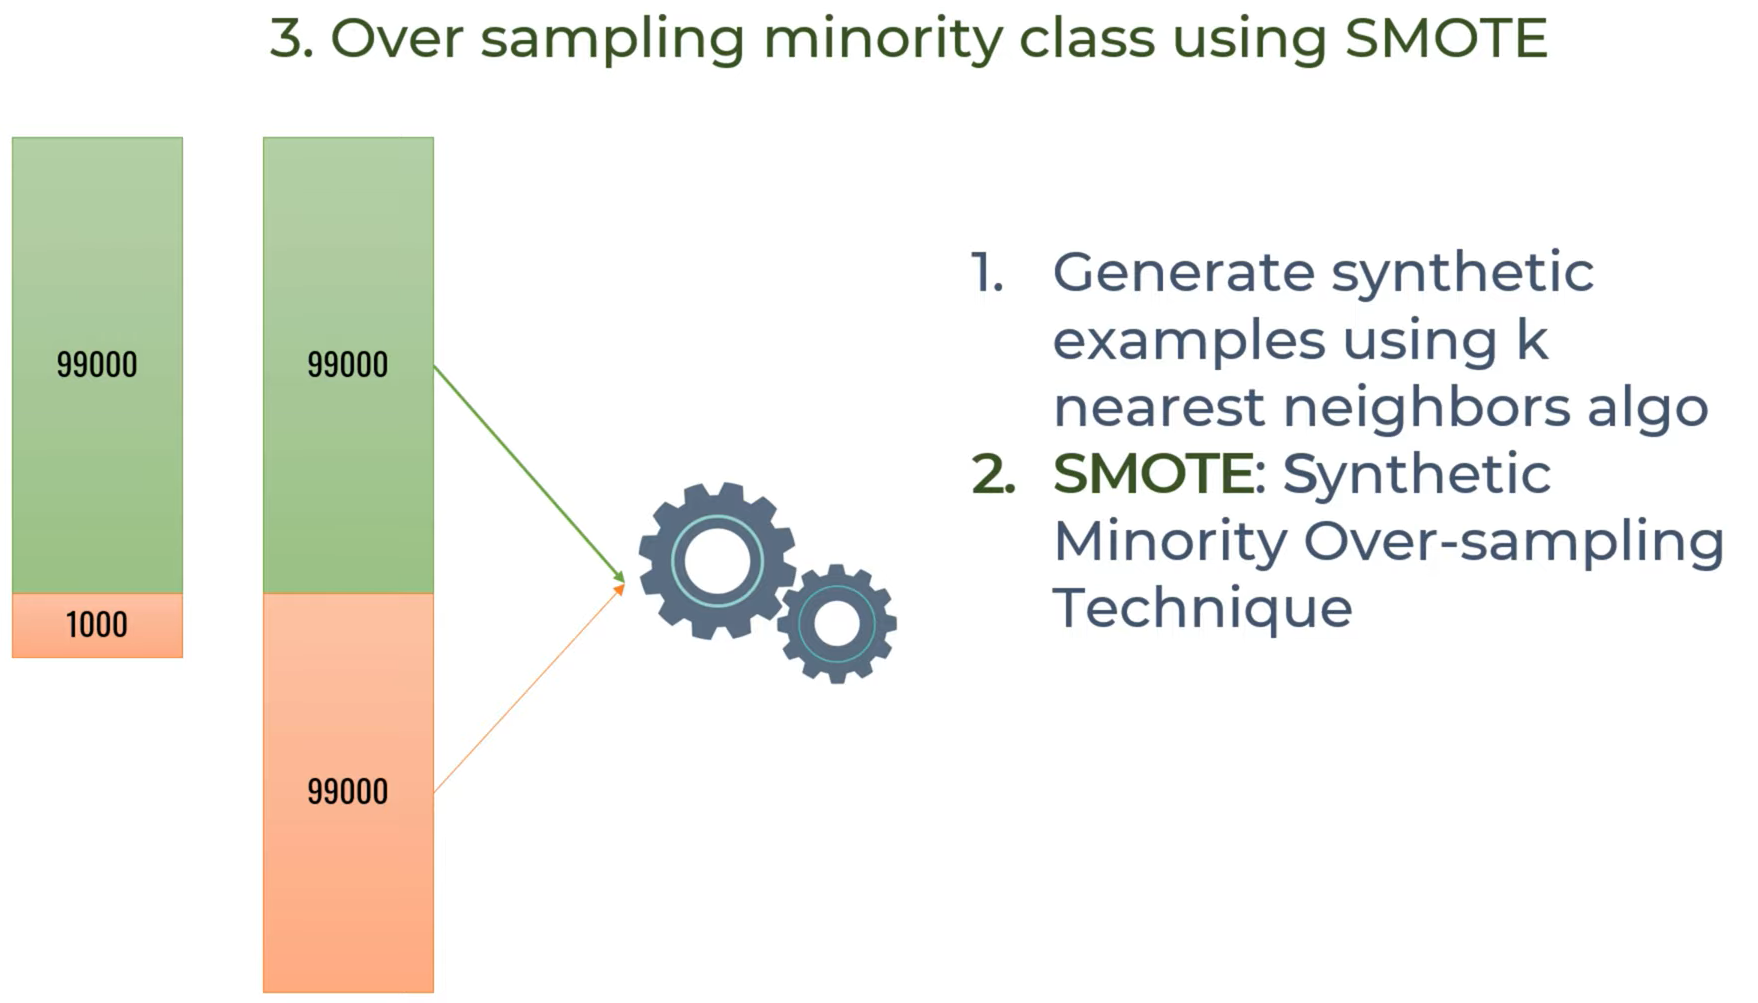 3. Over sampling minority class using SMOTE
99000
1000
99000
99000
1. Generate synthetic
examples using k
nearest neighbors algo
2. SMOTE: Synthetic
Minority Over-sampling
Technique